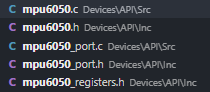 C mpu6050.c Devices\API\Src
C mpu6050.h Devices\API\Inc
C mpu6050_port.c Devices\API\Src
C mpu6050_port.h Devices\API\Inc
C mpu6050_registers.h Devices\API\Inc